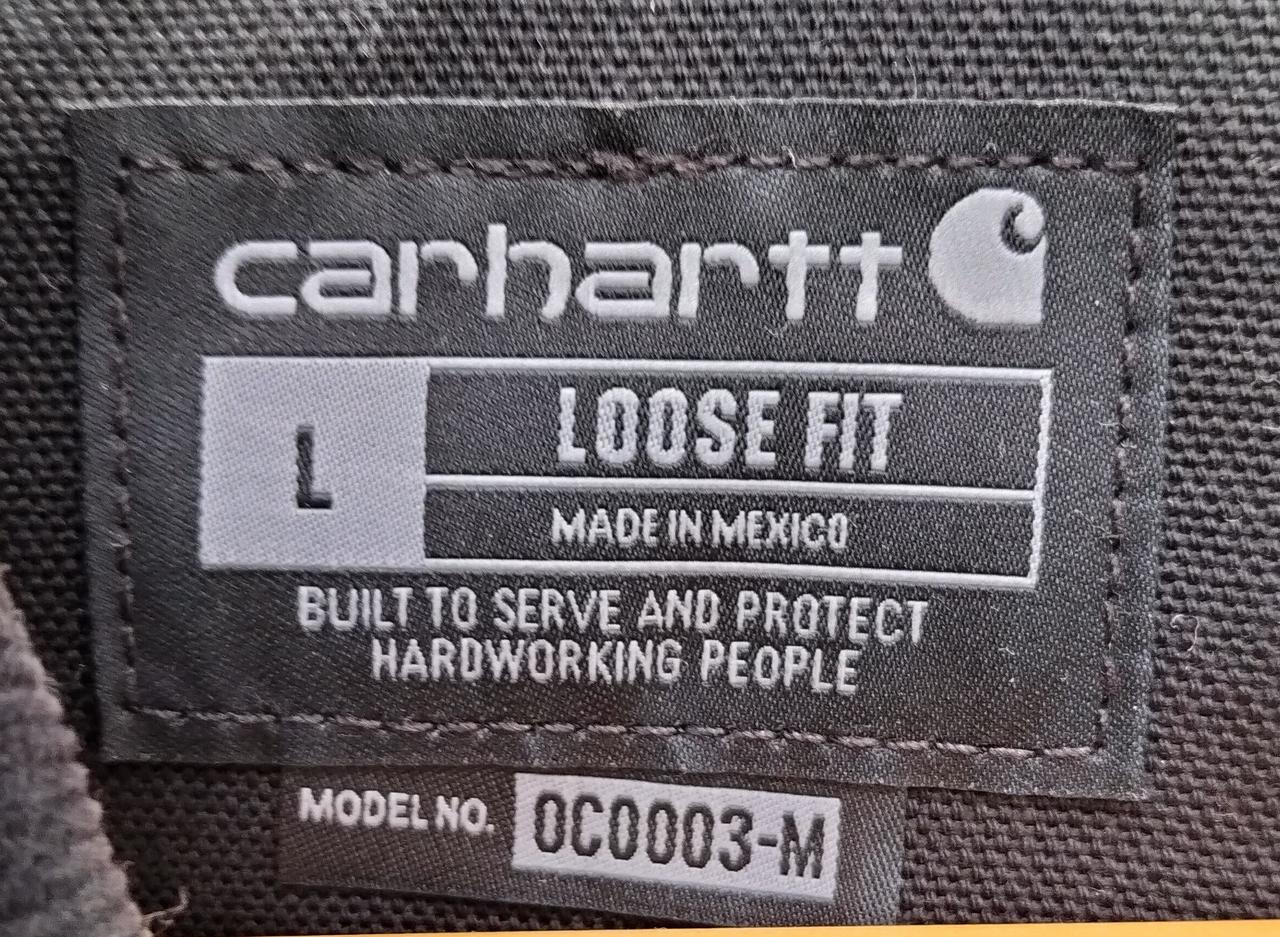 carhartt
L
LOOSE FIT
MADE IN MEXICO
BUILT TO SERVE AND PROTECT
HARDWORKING PEOPLE
MODEL NO. OC0003-M